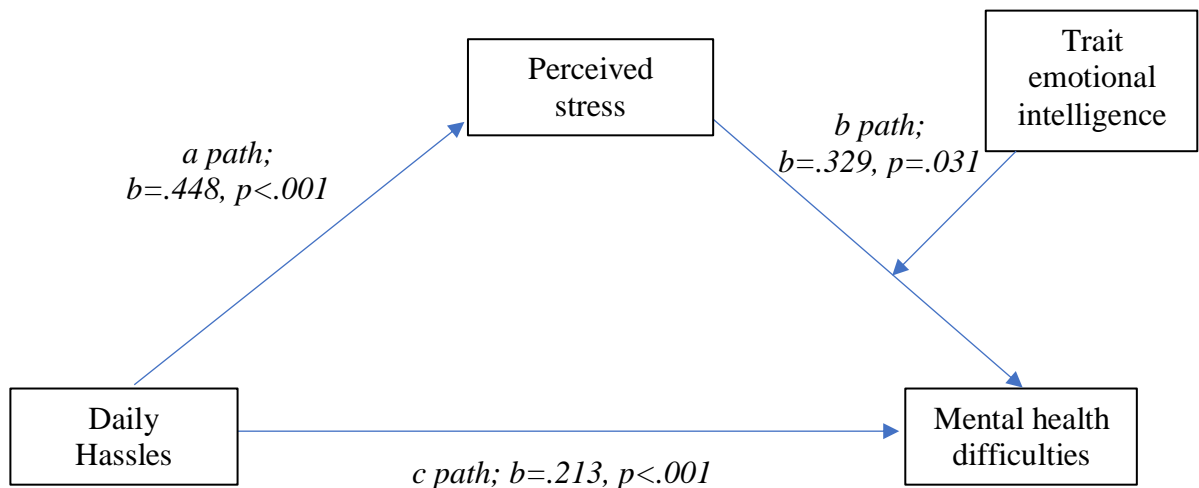 Trait
emotional
intelligence
Perceived
stress
b path;
b=.329, p=.031
a path;
b=.448, p<.001
Daily
Hassles
Mental health
difficulties
c path; b=.213, p<.001